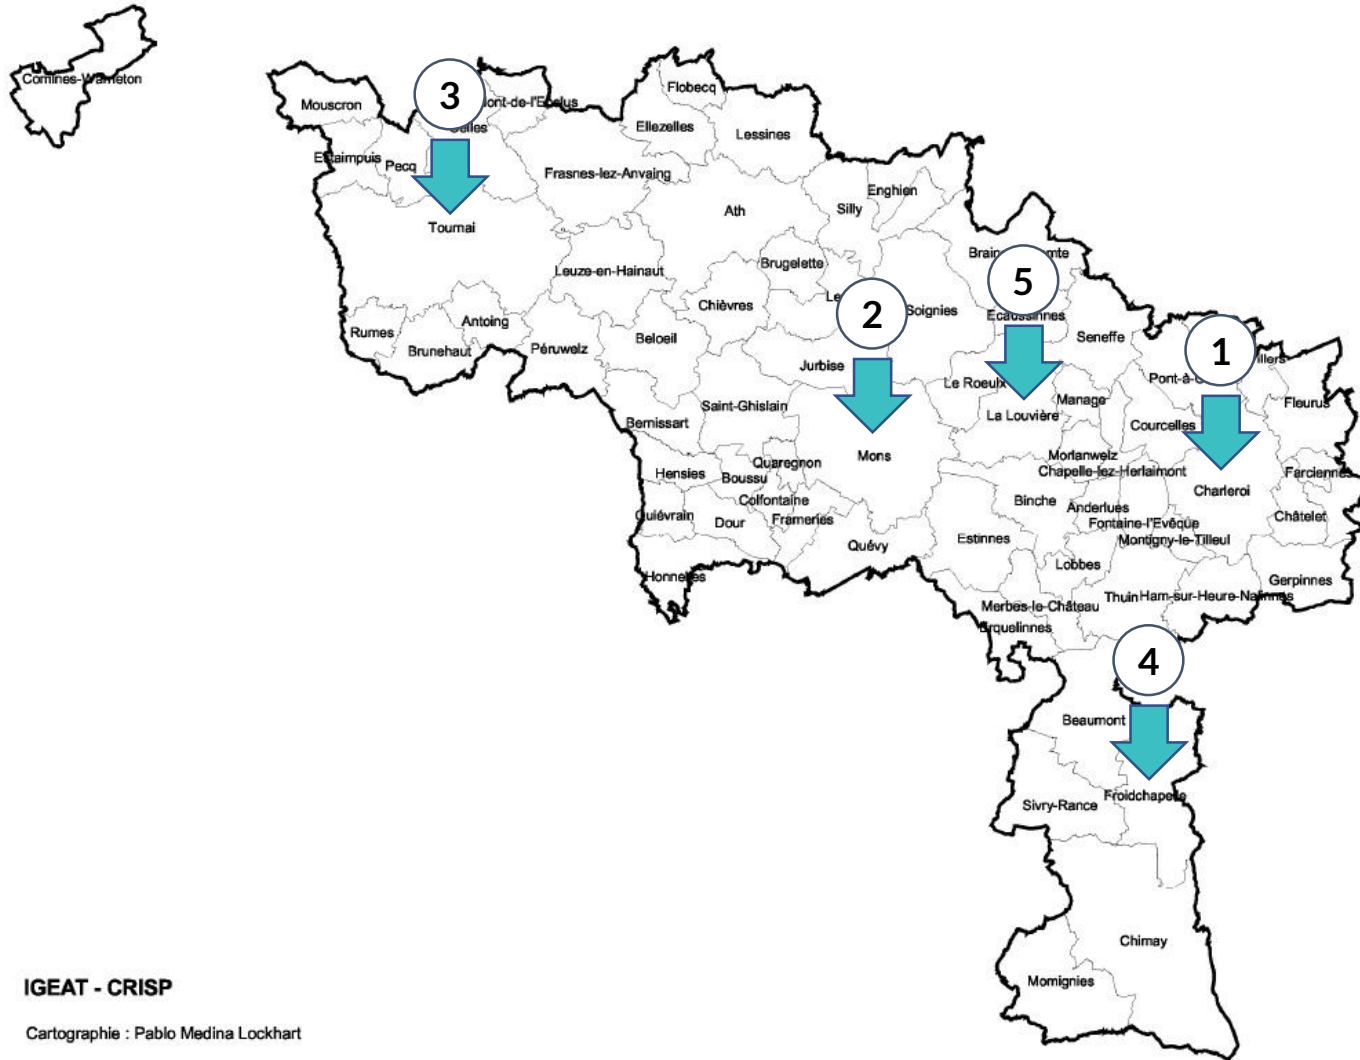 Comines-Warneton
Mouscron
3
Mont-de-l'Enclus
Celles
Flobecq
Ellezelles
Lessines
Estaimpuis
Pecq
Frasnes-lez-Anvaing
Enghien
Silly
Ath
Tournai
Leuze-en-Hainaut
Brugelette
5
Chièvres
2
Soignies
Ecaussinnes
Rumes
Antoing
Brunehaut
Péruwelz
Beloeil
Seneffe
1
Jurbise
Le Roeulx
Manage
Fleurus
Saint-Ghislain
La Louvière
Courcelles
Bernissart
Mons
Morlanwelz
Quaregnon
Hensies
Boussu
Chapelle-lez-Herlaimont
Farciennes
Charleroi
Colfontaine
Binche
Anderlues
Quiévrain
Dour
Frameries
Fontaine-l'Evêque
Châtelet
Quévy
Estinnes
Montigny-le-Tilleul
Lobbes
Honnelles
Gerpinnes
Merbes-le-Château
Thuin
Ham-sur-Heure-Nalinnes
Erquelinnes
4
Beaumont
Froidchapelle
Sivry-Rance
Chimay
Momignies
IGEAT - CRISP
Cartographie : Pablo Medina Lockhart